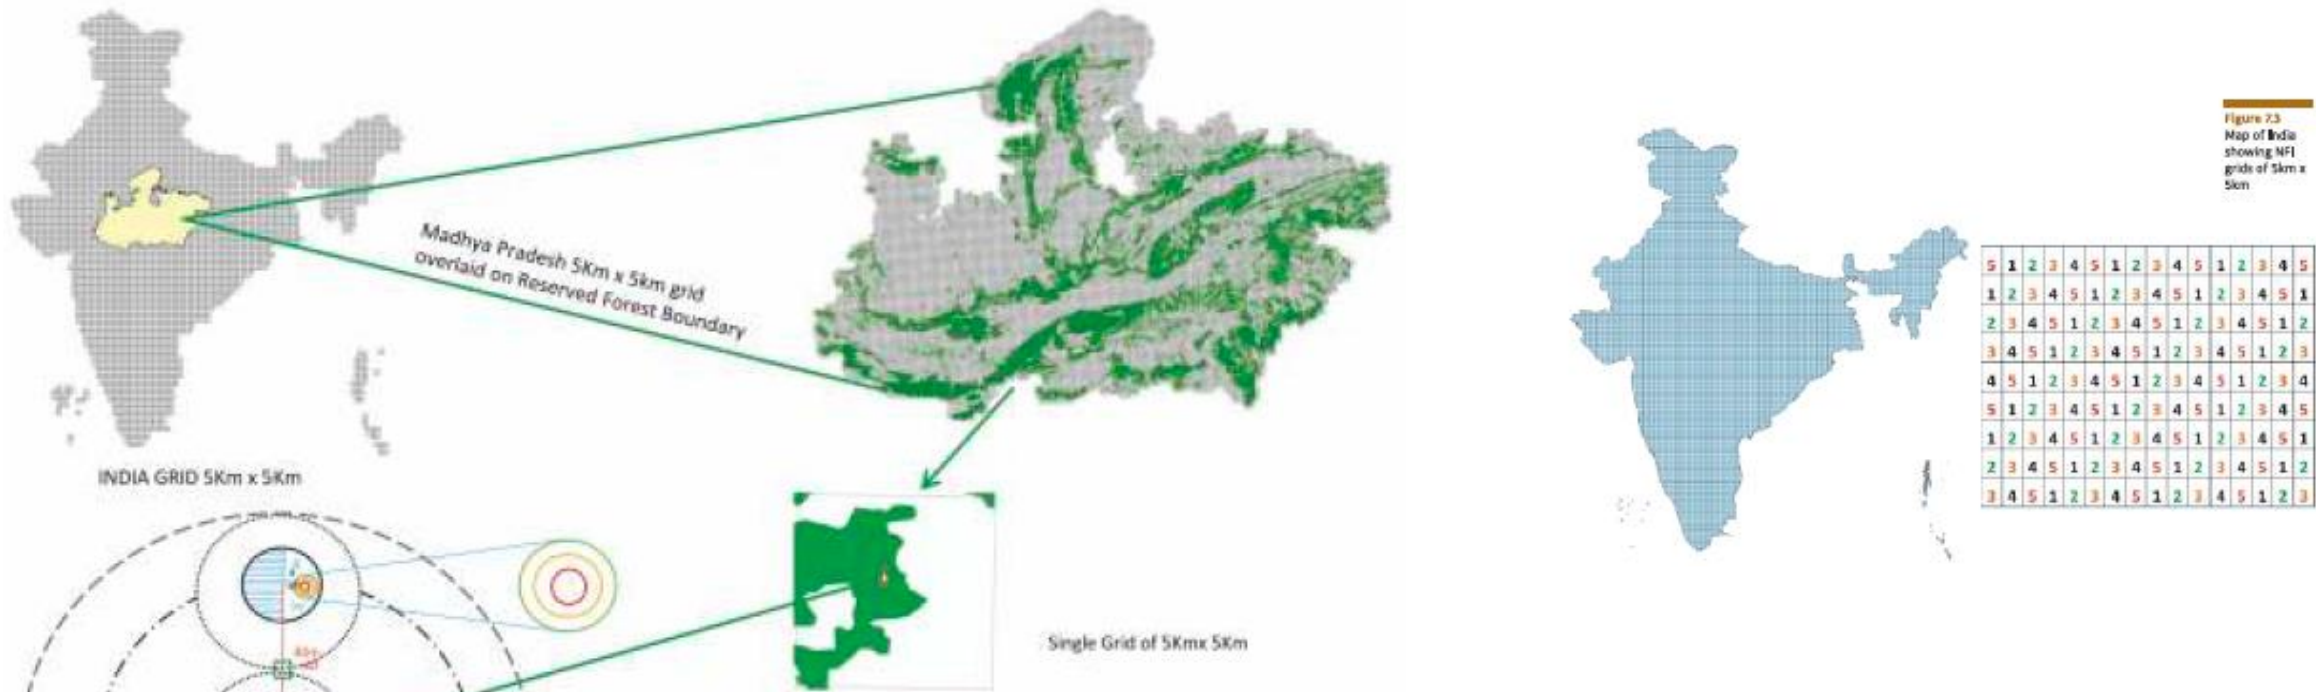 Madhya Pradesh 5Km x 5km grid
overlaid on Reserved Forest Boundary
INDIA GRID 5Km x 5Km
Single Grid of 5Kmx 5Km
Figure 7.3
Map of India
showing NFI
grids of 5km x
5km
5 1 2 3 4 5 1 2 3 4 5 1 2 3 4 5
1 2 3 4 5 1 2 3 4 5 1 2 3 4 5 1
2 3 4 5 1 2 3 4 5 1 2 3 4 5 1 2
3 4 5 1 2 3 4 5 1 2 3 4 5 1 2 3
4 5 1 2 3 4 5 1 2 3 4 5 1 2 3 4
5 1 2 3 4 5 1 2 3 4 5 1 2 3 4 5
1 2 3 4 5 1 2 3 4 5 1 2 3 4 5 1
2 3 4 5 1 2 3 4 5 1 2 3 4 5 1 2
3 4 5 1 2 3 4 5 1 2 3 4 5 1 2 3